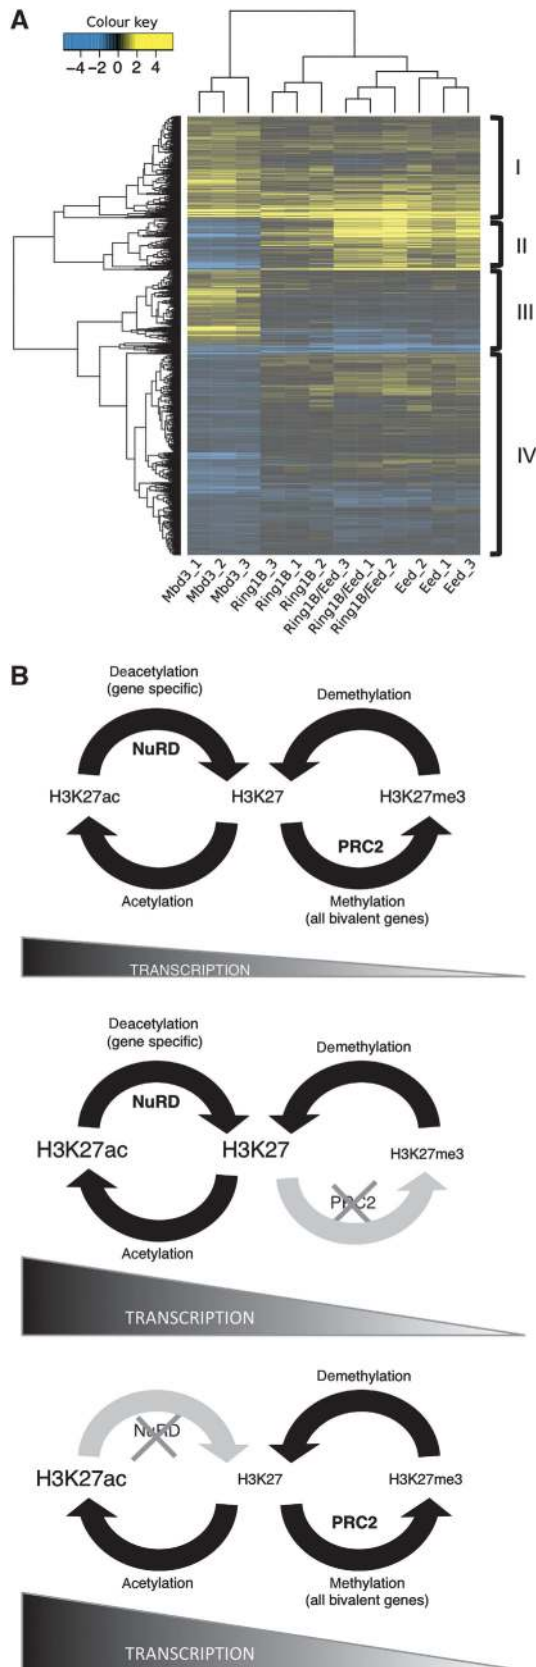 A
Colour key
−4 −2 0 2 4
I
II
III
IV
Mbd3_1
Mbd3_2
Mbd3_3
Ring1B_3
Ring1B_1
Ring1B_2
Ring1B/Eed_3
Ring1B/Eed_1
Ring1B/Eed_2
Eed_2
Eed_1
Eed_3
B
Deacetylation
(gene specific)
Demethylation
NuRD
H3K27ac H3K27 H3K27me3
PRC2
Acetylation
Methylation
(all bivalent genes)
TRANSCRIPTION
Deacetylation
(gene specific)
Demethylation
NuRD
H3K27ac H3K27 H3K27me3
PRC2
Acetylation
TRANSCRIPTION
Demethylation
NuRD
H3K27ac H3K27 H3K27me3
PRC2
Acetylation
Methylation
(all bivalent genes)
TRANSCRIPTION